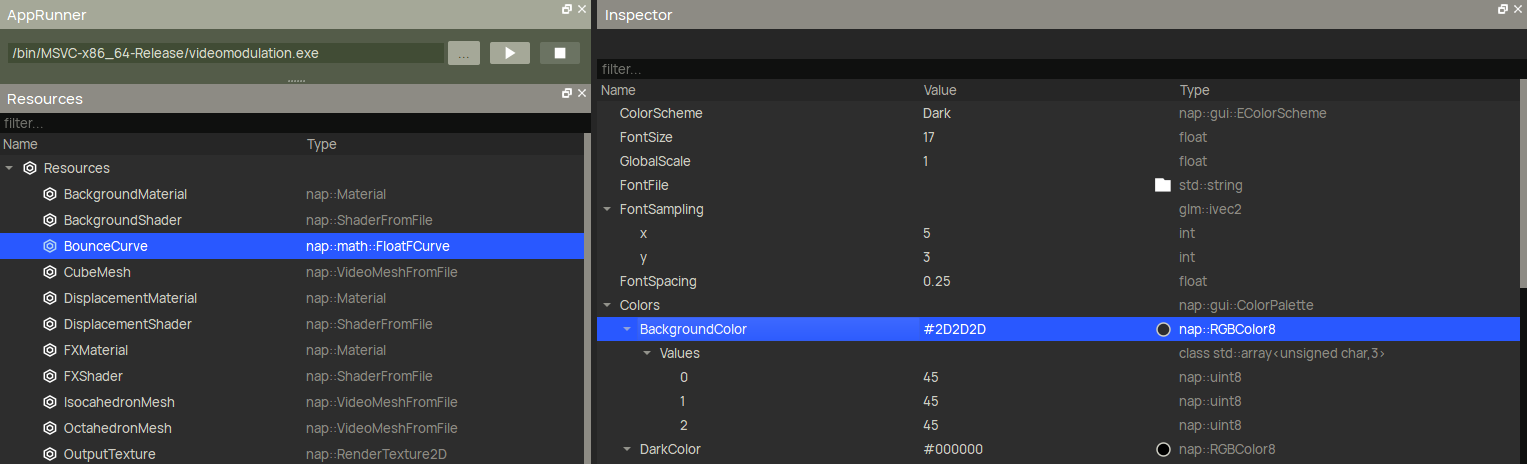 AppRunner
/bin/MSVC-x86_64-Release/videomodulation.exe
...
Resources
filter...
Name Type
Resources
BackgroundMaterial nap::Material
BackgroundShader nap::ShaderFromFile
BounceCurve nap::math::FloatFCurve
CubeMesh nap::VideoMeshFromFile
DisplacementMaterial nap::Material
DisplacementShader nap::ShaderFromFile
FXMaterial nap::Material
FXShader nap::ShaderFromFile
IsocahedronMesh nap::VideoMeshFromFile
OctahedronMesh nap::VideoMeshFromFile
OutputTexture nap::RenderTexture2D
Inspector
filter...
Name Value Type
ColorScheme Dark nap::gui::EColorScheme
FontSize 17 float
GlobalScale 1 float
FontFile std::string
FontSampling glm::ivec2
x 5 int
y 3 int
FontSpacing 0.25 float
Colors nap::gui::ColorPalette
BackgroundColor #2D2D2D nap::RGBColor8
Values class std::array<unsigned char,3>
0 45 nap::uint8
1 45 nap::uint8
2 45 nap::uint8
DarkColor #000000 nap::RGBColor8